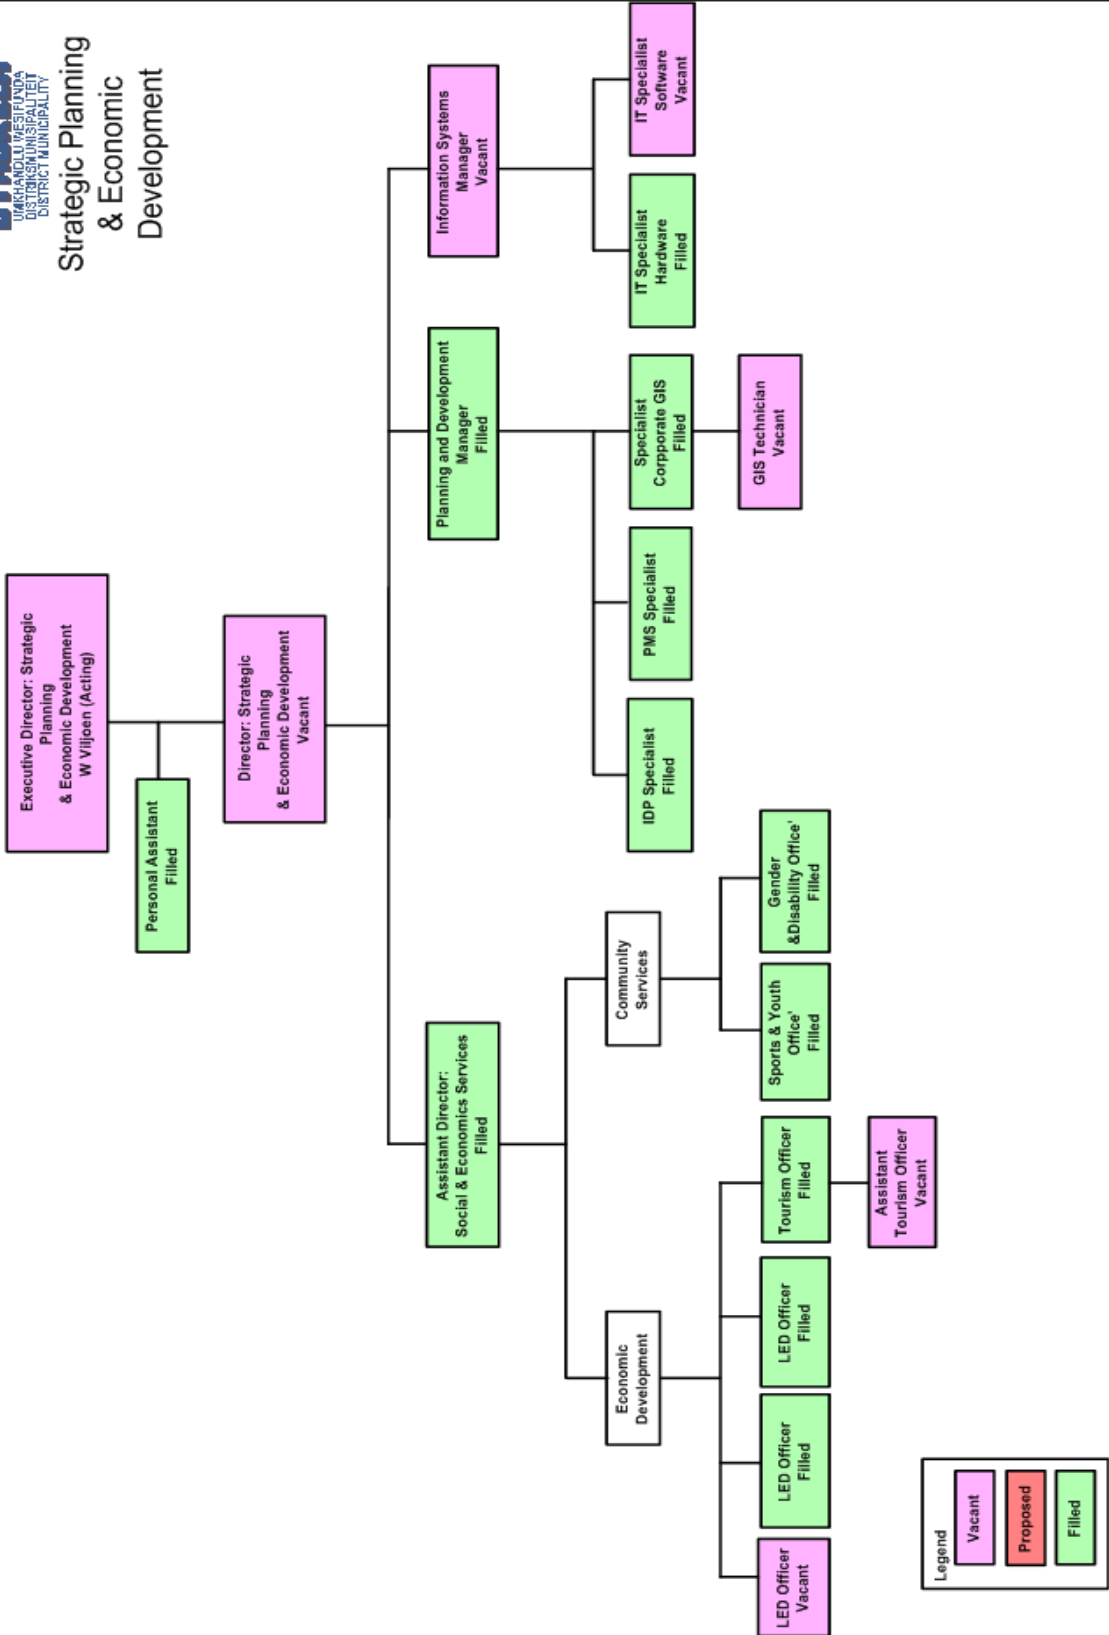 UMKHANDLU WESIFUNDA
DISTRIKSMUNISIPALITEIT
DISTRICT MUNICIPALITY
Strategic Planning
& Economic
Development
Executive Director: Strategic
Planning
& Economic Development
W Viljoen (Acting)
Personal Assistant
Filled
Director: Strategic
Planning
& Economic Development
Vacant
Assistant Director:
Social & Economics Services
Filled
Planning and Development
Manager
Filled
Information Systems
Manager
Vacant
Economic
Development
Community
Services
IDP Specialist
Filled
PMS Specialist
Filled
Specialist
Corpporate GIS
Filled
IT Specialist
Hardware
Filled
IT Specialist
Software
Vacant
GIS Technician
Vacant
LED Officer
Vacant
LED Officer
Filled
LED Officer
Filled
Tourism Officer
Filled
Sports & Youth
Office'
Filled
Gender
&Disability Office'
Filled
Assistant
Tourism Officer
Vacant
Legend
Vacant
Proposed
Filled